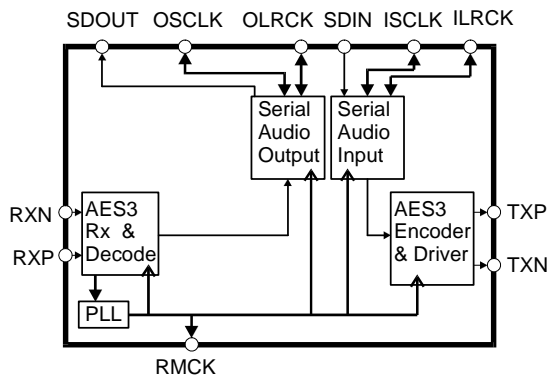 SDOUT OSCLK OLRCK SDIN ISCLK ILRCK
Serial
Audio
Output
Serial
Audio
Input
RXN
RXP
AES3
Rx &
Decode
AES3
Encoder
& Driver
TXP
TXN
PLL
RMCK